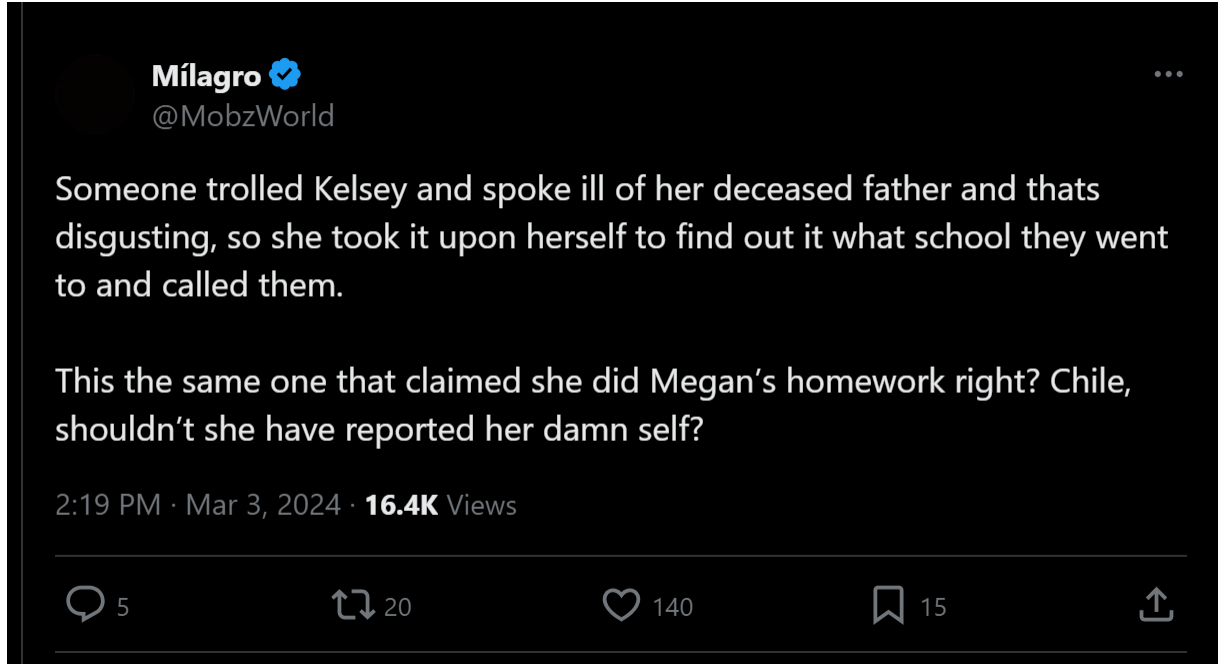 Mílagro
@MobzWorld
Someone trolled Kelsey and spoke ill of her deceased father and thats
disgusting, so she took it upon herself to find out it what school they went
to and called them.
This the same one that claimed she did Megan’s homework right? Chile,
shouldn’t she have reported her damn self?
2:19 PM · Mar 3, 2024 · 16.4K Views
5 20 140 15